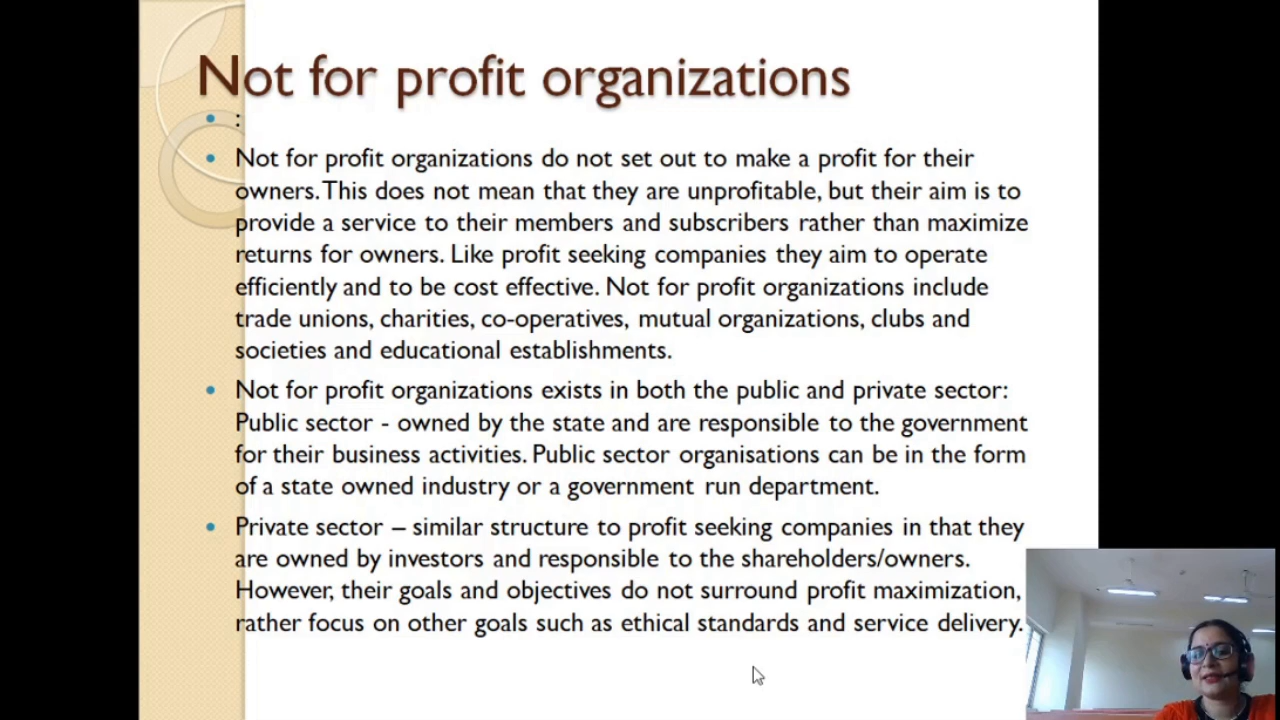 Not for profit organizations
:
Not for profit organizations do not set out to make a profit for their
owners. This does not mean that they are unprofitable, but their aim is to
provide a service to their members and subscribers rather than maximize
returns for owners. Like profit seeking companies they aim to operate
efficiently and to be cost effective. Not for profit organizations include
trade unions, charities, co-operatives, mutual organizations, clubs and
societies and educational establishments.
Not for profit organizations exists in both the public and private sector:
Public sector - owned by the state and are responsible to the government
for their business activities. Public sector organisations can be in the form
of a state owned industry or a government run department.
Private sector – similar structure to profit seeking companies in that they
are owned by investors and responsible to the shareholders/owners.
However, their goals and objectives do not surround profit maximization,
rather focus on other goals such as ethical standards and service delivery.